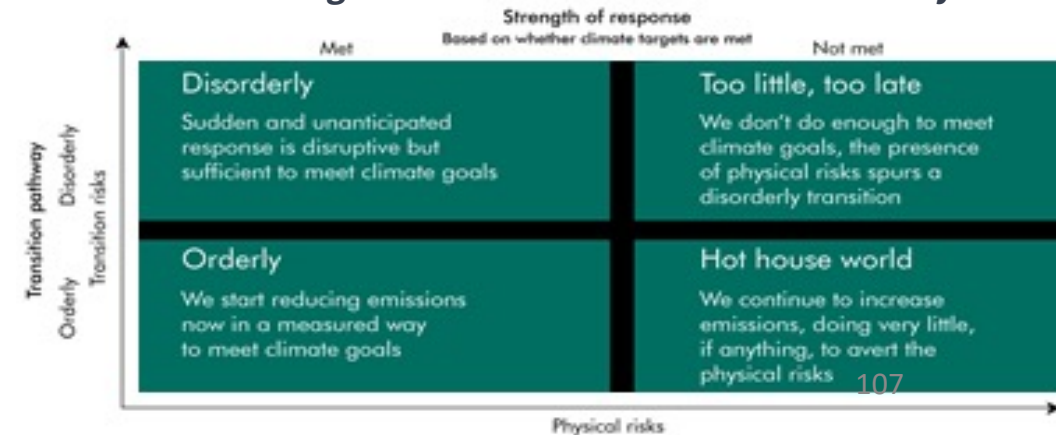 Strength of response
Based on whether climate targets are met
Met
Not met
Disorderly
Sudden and unanticipated
response is disruptive but
sufficient to meet climate goals
Too little, too late
We don't do enough to meet
climate goals, the presence
of physical risks spurs a
disorderly transition
Transition pathway
Disorderly
Orderly
Transition risks
Orderly
We start reducing emissions
now in a measured way
to meet climate goals
Hot house world
We continue to increase
emissions, doing very little,
if anything, to avert the
physical risks
107
Physical risks